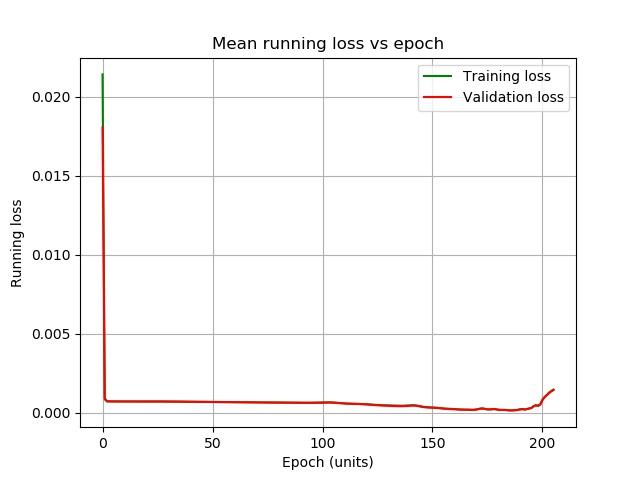 Mean running loss vs epoch
Training loss
Validation loss
0.020
0.015
0.010
0.005
0.000
Running loss
0
50
100
150
200
Epoch (units)